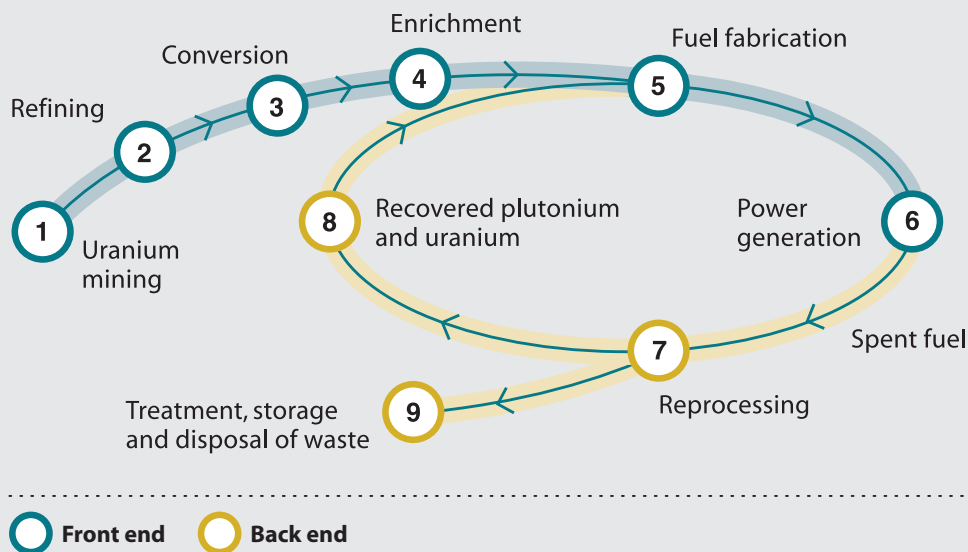 Enrichment
4
Fuel fabrication
5
Conversion
3
Refining
2
1
Uranium
mining
8
Recovered plutonium
and uranium
Power
generation
6
Spent fuel
7
Reprocessing
Treatment, storage
and disposal of waste
9
Front end
Back end